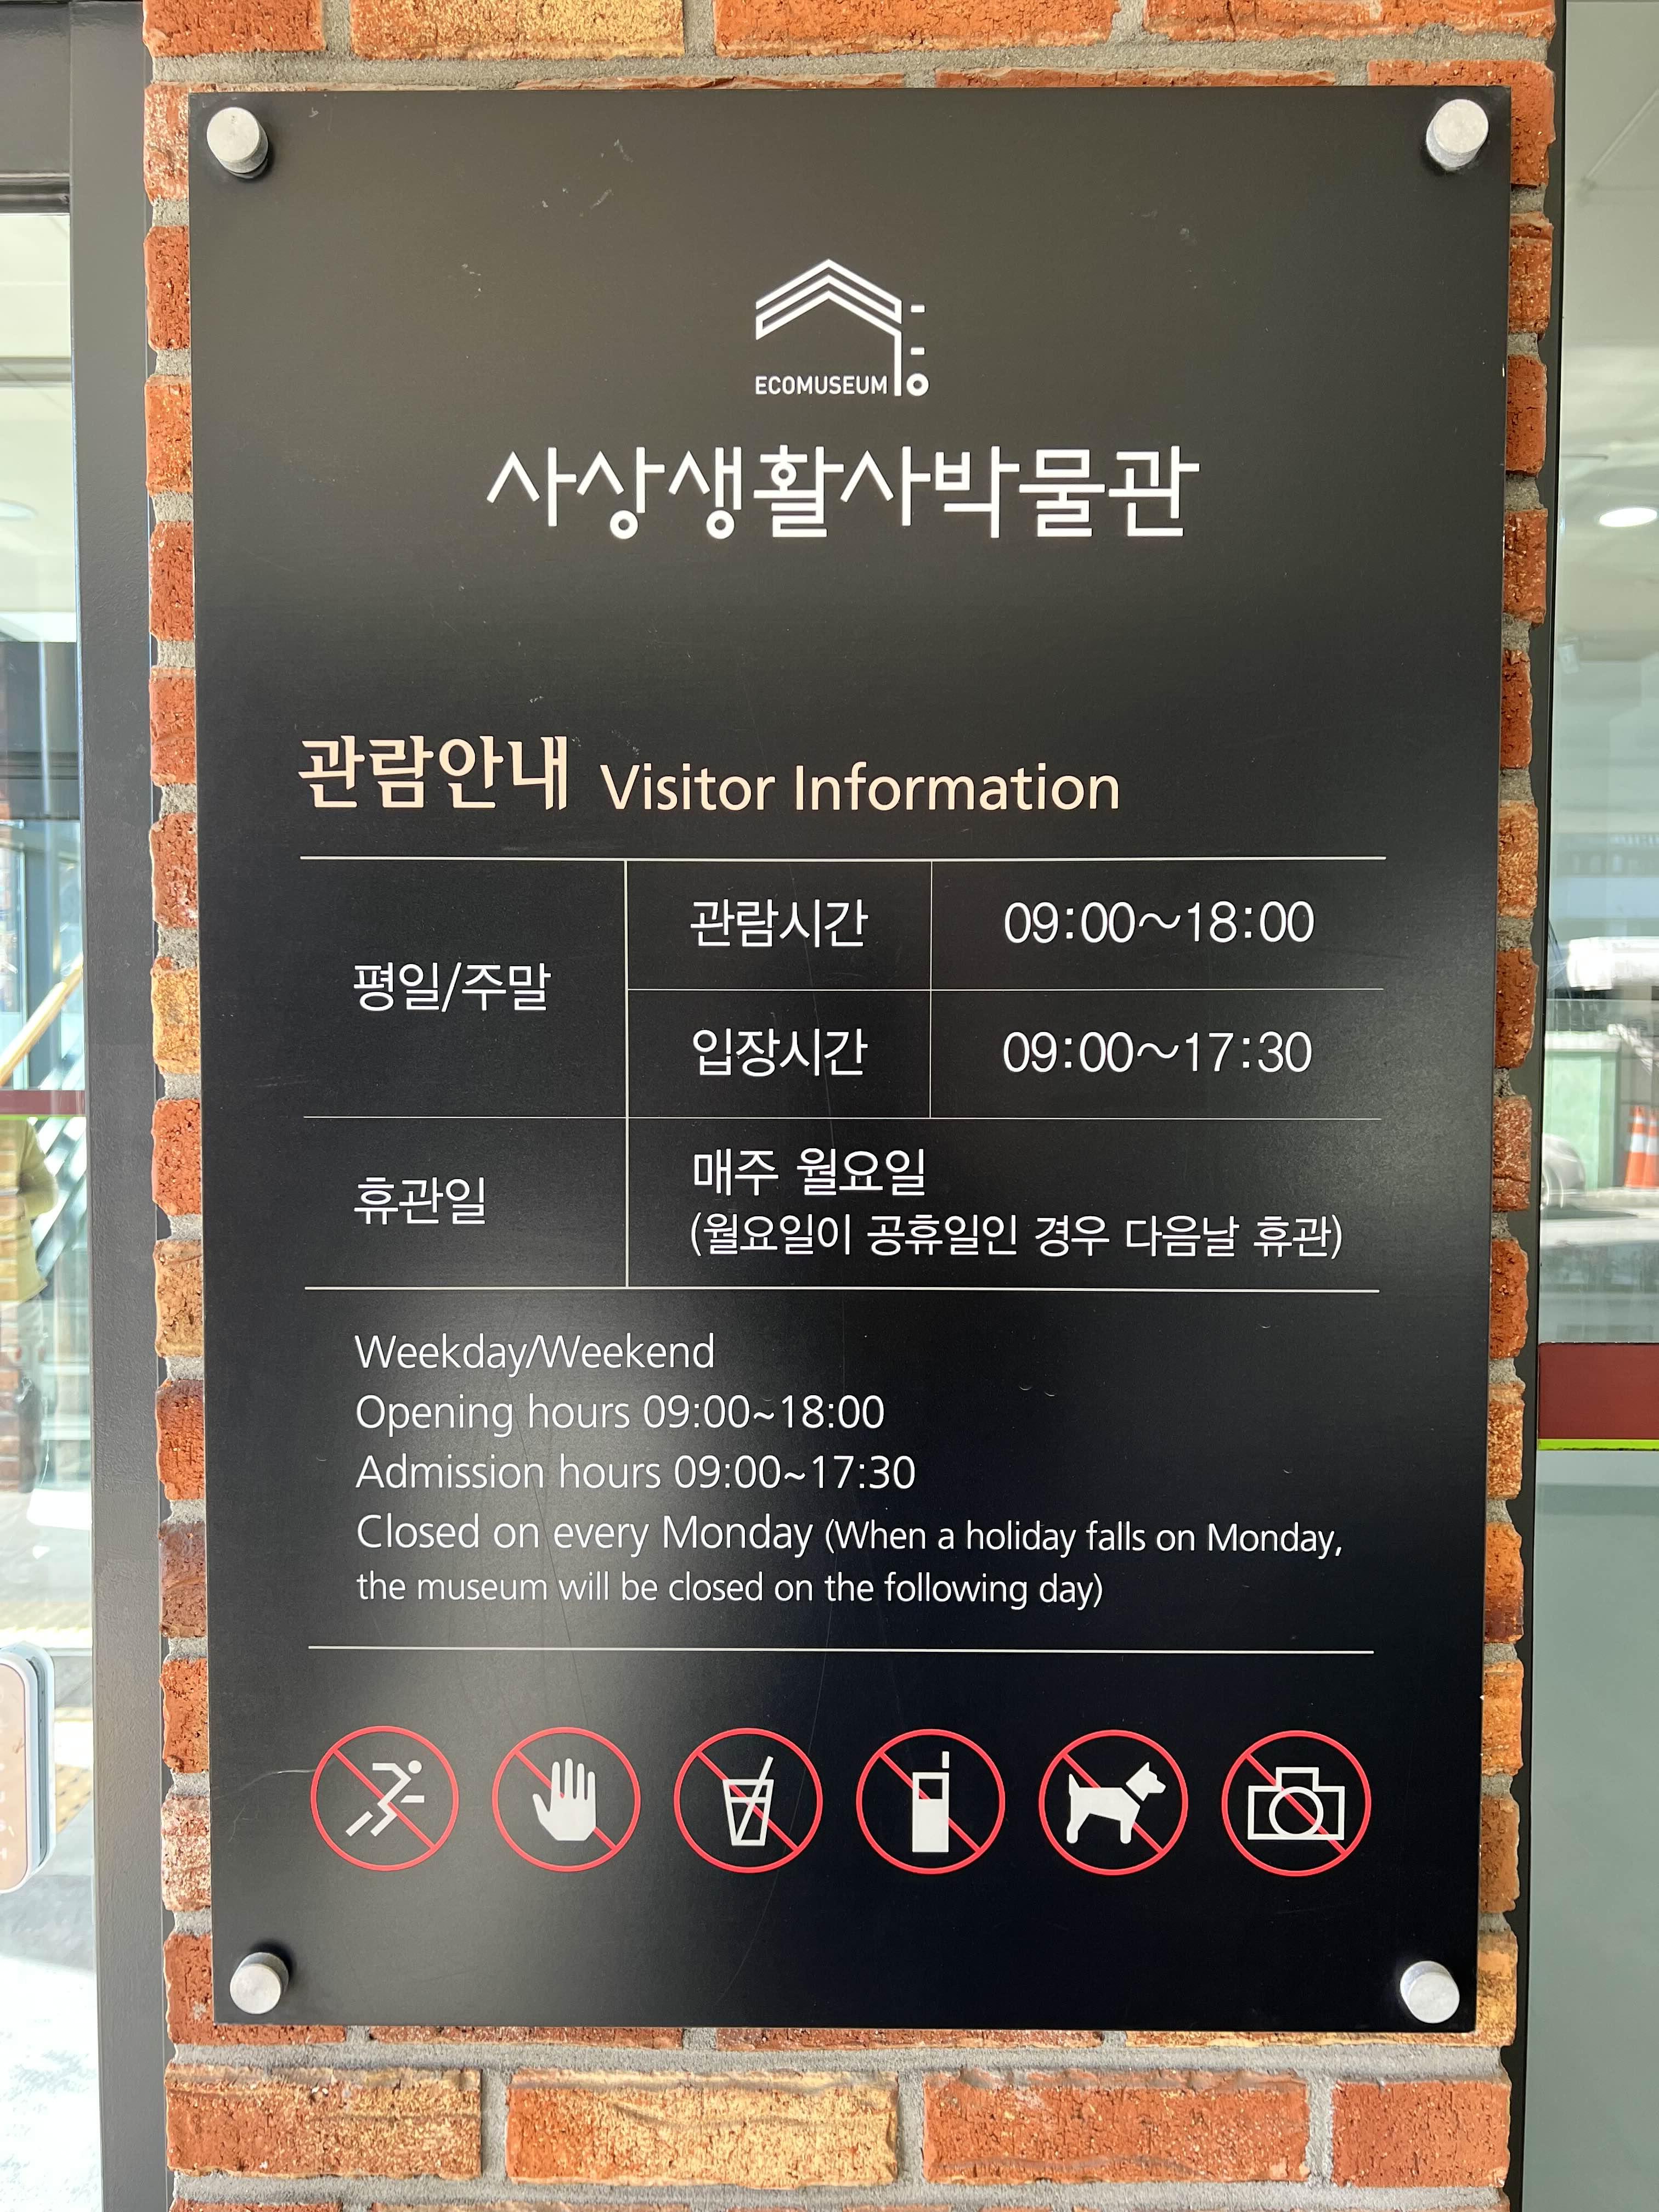 ECOMUSEUM
사상생활사박물관
관람안내 Visitor Information
평일/주말
관람시간 09:00~18:00
입장시간 09:00~17:30
휴관일
매주 월요일
(월요일이 공휴일인 경우 다음날 휴관)
Weekday/Weekend
Opening hours 09:00~18:00
Admission hours 09:00~17:30
Closed on every Monday (When a holiday falls on Monday,
the museum will be closed on the following day)